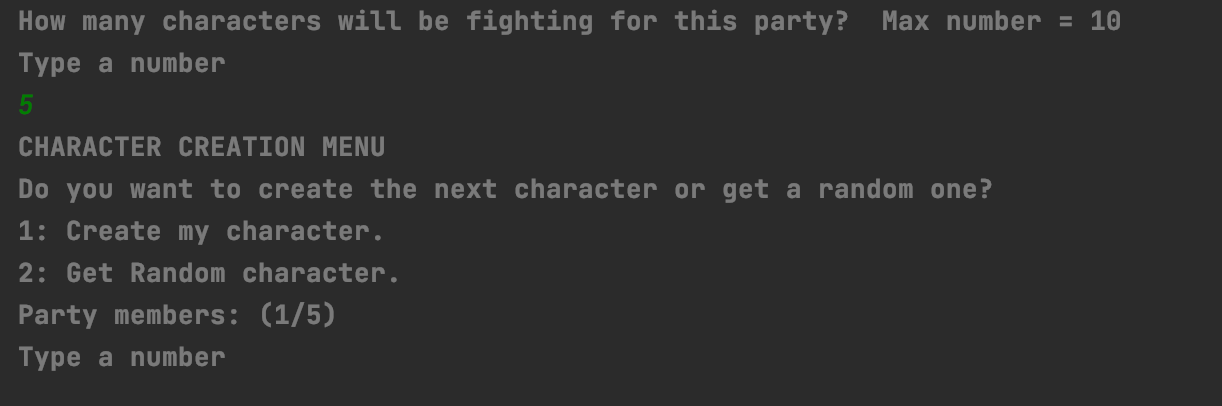 How many characters will be fighting for this party?  Max number = 10
Type a number
5
CHARACTER CREATION MENU
Do you want to create the next character or get a random one?
1: Create my character.
2: Get Random character.
Party members: (1/5)
Type a number